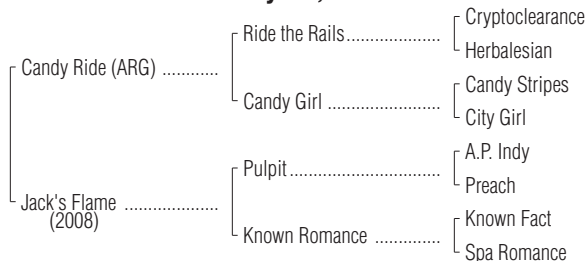 Cryptoclearance
Ride the Rails
Herbalesian
Candy Ride (ARG)
Candy Stripes
Candy Girl
City Girl
A.P. Indy
Pulpit
Preach
Jack's Flame
(2008)
Known Fact
Known Romance
Spa Romance